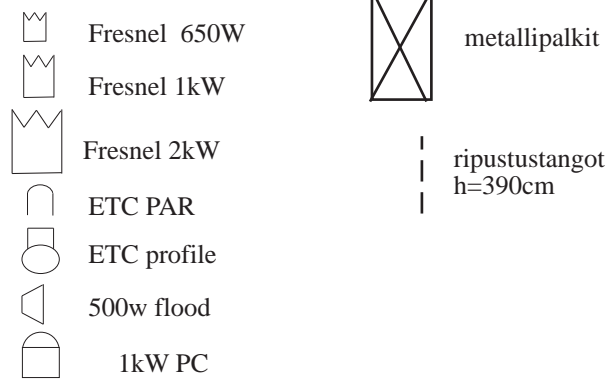 Fresnel 650W
Fresnel 1kW
Fresnel 2kW
ETC PAR
ETC profile
500w flood
1kW PC
metallipalkit
ripustustangot
h=390cm